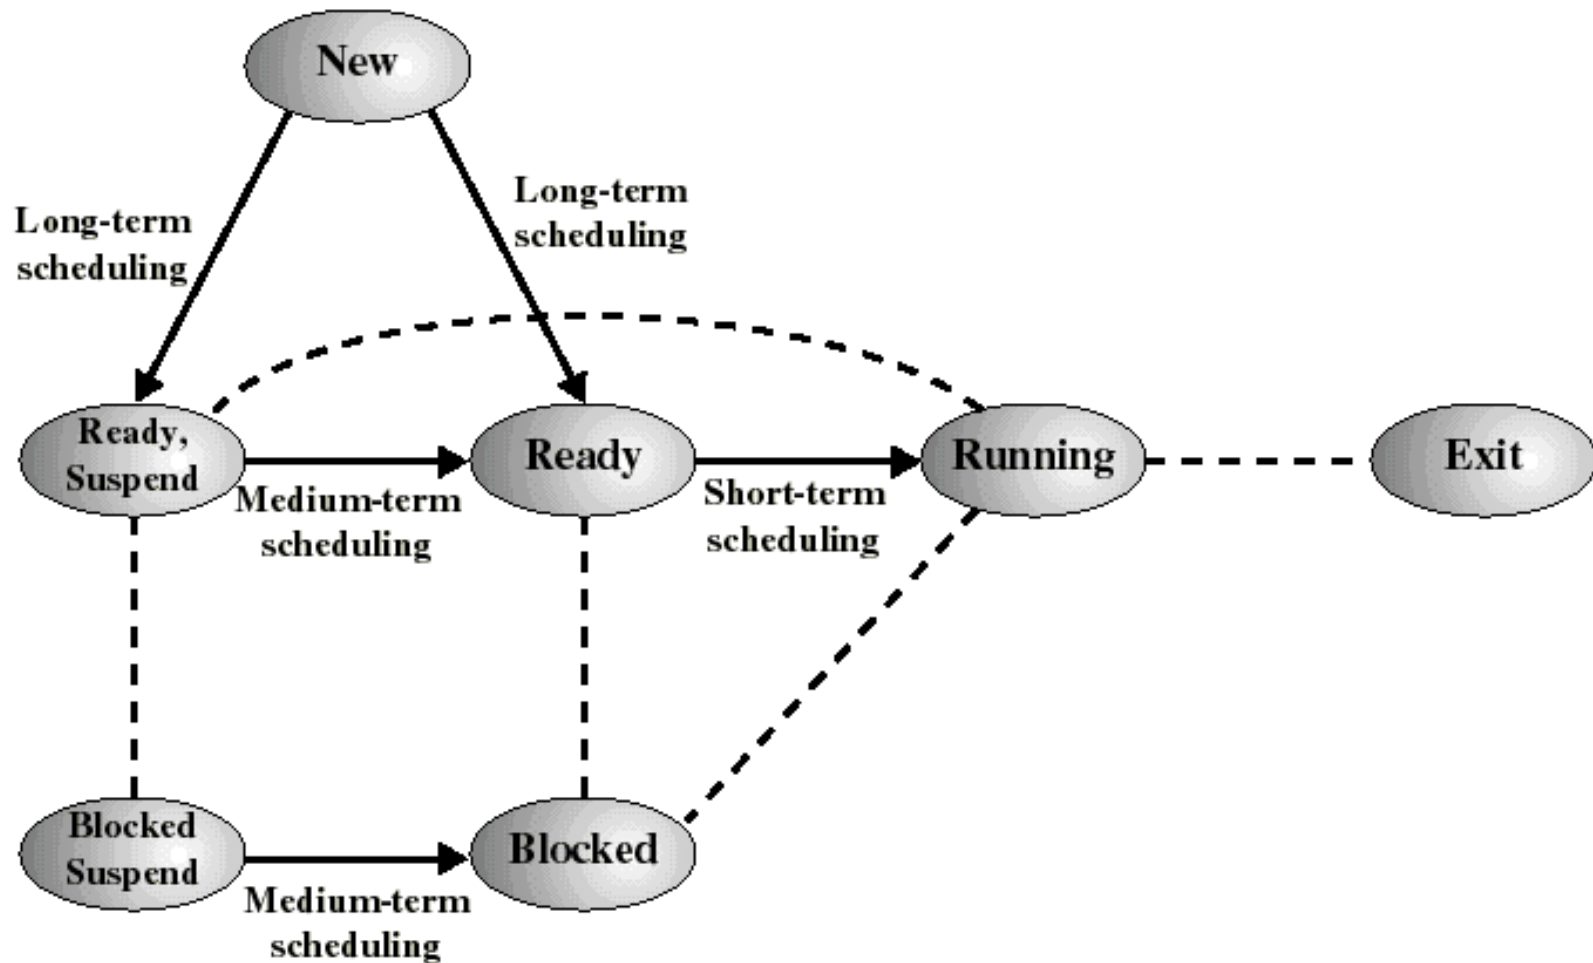 New
Long-term
scheduling
Long-term
scheduling
Ready,
Suspend
Medium-term
scheduling
Ready
Short-term
scheduling
Running
Exit
Blocked
Suspend
Medium-term
scheduling
Blocked